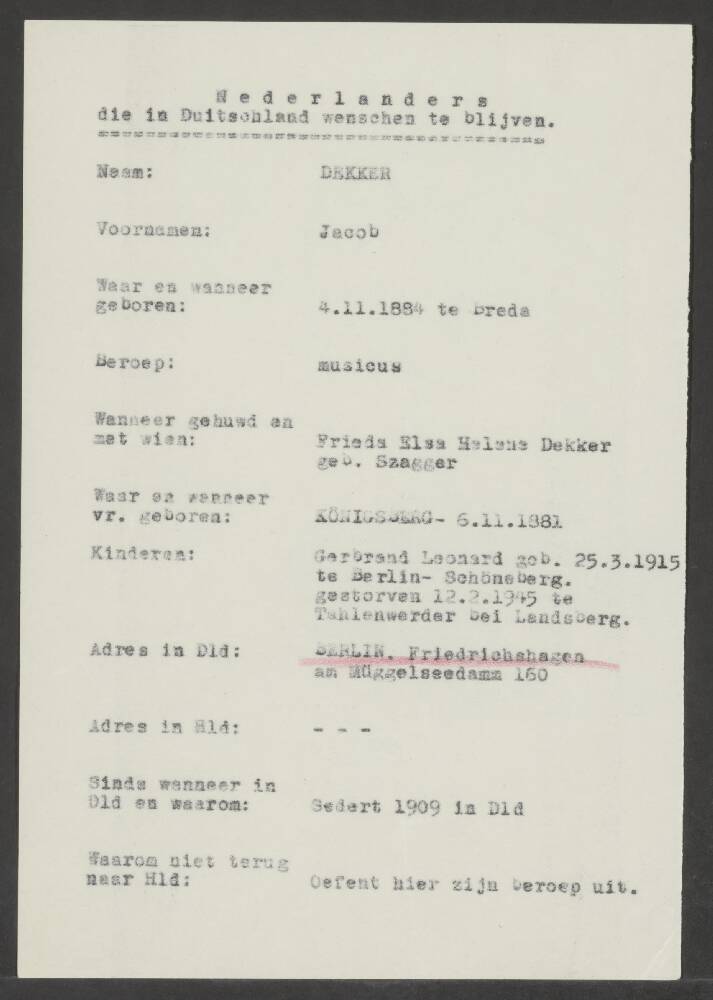 N e d e r l a n d e r s
die in Duitschland wenschen te blijven.
Naam: DEKKER
Voornamen: Jacob
Waar en wanneer
geboren: 4.11.1884 te Breda
Beroep: musicus
Wanneer gehuwd en
met wien: Frieda Elsa Helene Dekker
geb. Szagger
Waar en wanneer
vr. geboren: KÖNIGSBERG- 6.11.1881
Kinderen: Gerbrand Leonard geb. 25.3.1915
te Berlin- Schöneberg.
gestorven 12.2.1945 te
Tahlenwerder bei Landsberg.
Adres in Dld: BERLIN. Friedrichshagen
am Müggelseedamm 160
Adres in Hld: - - -
Sinds wanneer in
Dld en waarom: Sedert 1909 in Dld
Waarom niet terug
naar Hld: Oefent hier zijn beroep uit.